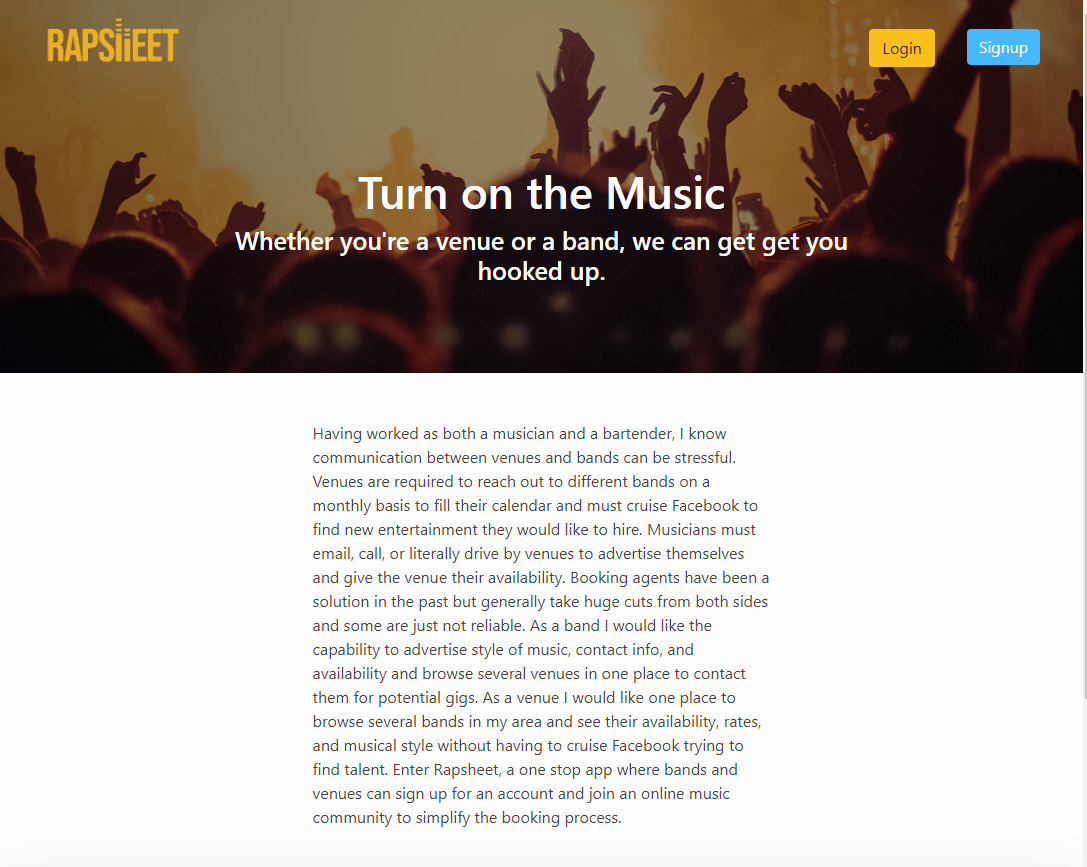 RAPSHEET
Login
Signup
Turn on the Music
Whether you're a venue or a band, we can get get you
hooked up.
Having worked as both a musician and a bartender, I know
communication between venues and bands can be stressful.
Venues are required to reach out to different bands on a
monthly basis to fill their calendar and must cruise Facebook to
find new entertainment they would like to hire. Musicians must
email, call, or literally drive by venues to advertise themselves
and give the venue their availability. Booking agents have been a
solution in the past but generally take huge cuts from both sides
and some are just not reliable. As a band I would like the
capability to advertise style of music, contact info, and
availability and browse several venues in one place to contact
them for potential gigs. As a venue I would like one place to
browse several bands in my area and see their availability, rates,
and musical style without having to cruise Facebook trying to
find talent. Enter Rapsheet, a one stop app where bands and
venues can sign up for an account and join an online music
community to simplify the booking process.